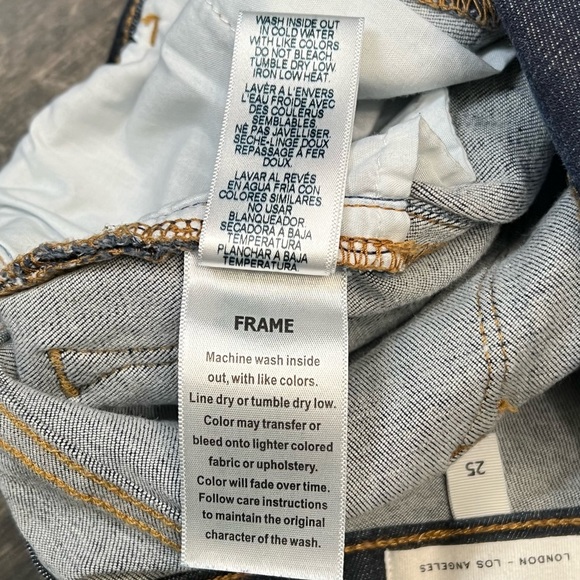 WASH INSIDE OUT
IN COLD WATER
WITH LIKE COLORS
DO NOT BLEACH.
TUMBLE DRY LOW
IRON LOW HEAT.
LAVER A L'ENVERS
L'EAU FROIDE AVEC
DES COULEURS
SEMBLABLES.
NE PAS JAVELLISER.
SECHE-LINGE DOUX
REPASSAGE A FER
DOUX.
LAVAR AL REVÉS
EN AGUA FRIA CON
COLORES SIMILARES
NO USAR
BLANQUEADOR
SECADORA A BAJA
TEMPERATURA
PLANCHAR A BAJA
TEMPERATURA.
FRAME
Machine wash inside
out, with like colors.
Line dry or tumble dry low.
Color may transfer or
bleed onto lighter colored
fabric or upholstery.
Color will fade over time.
Follow care instructions
to maintain the original
character of the wash.
25
LONDON - LOS ANGELES